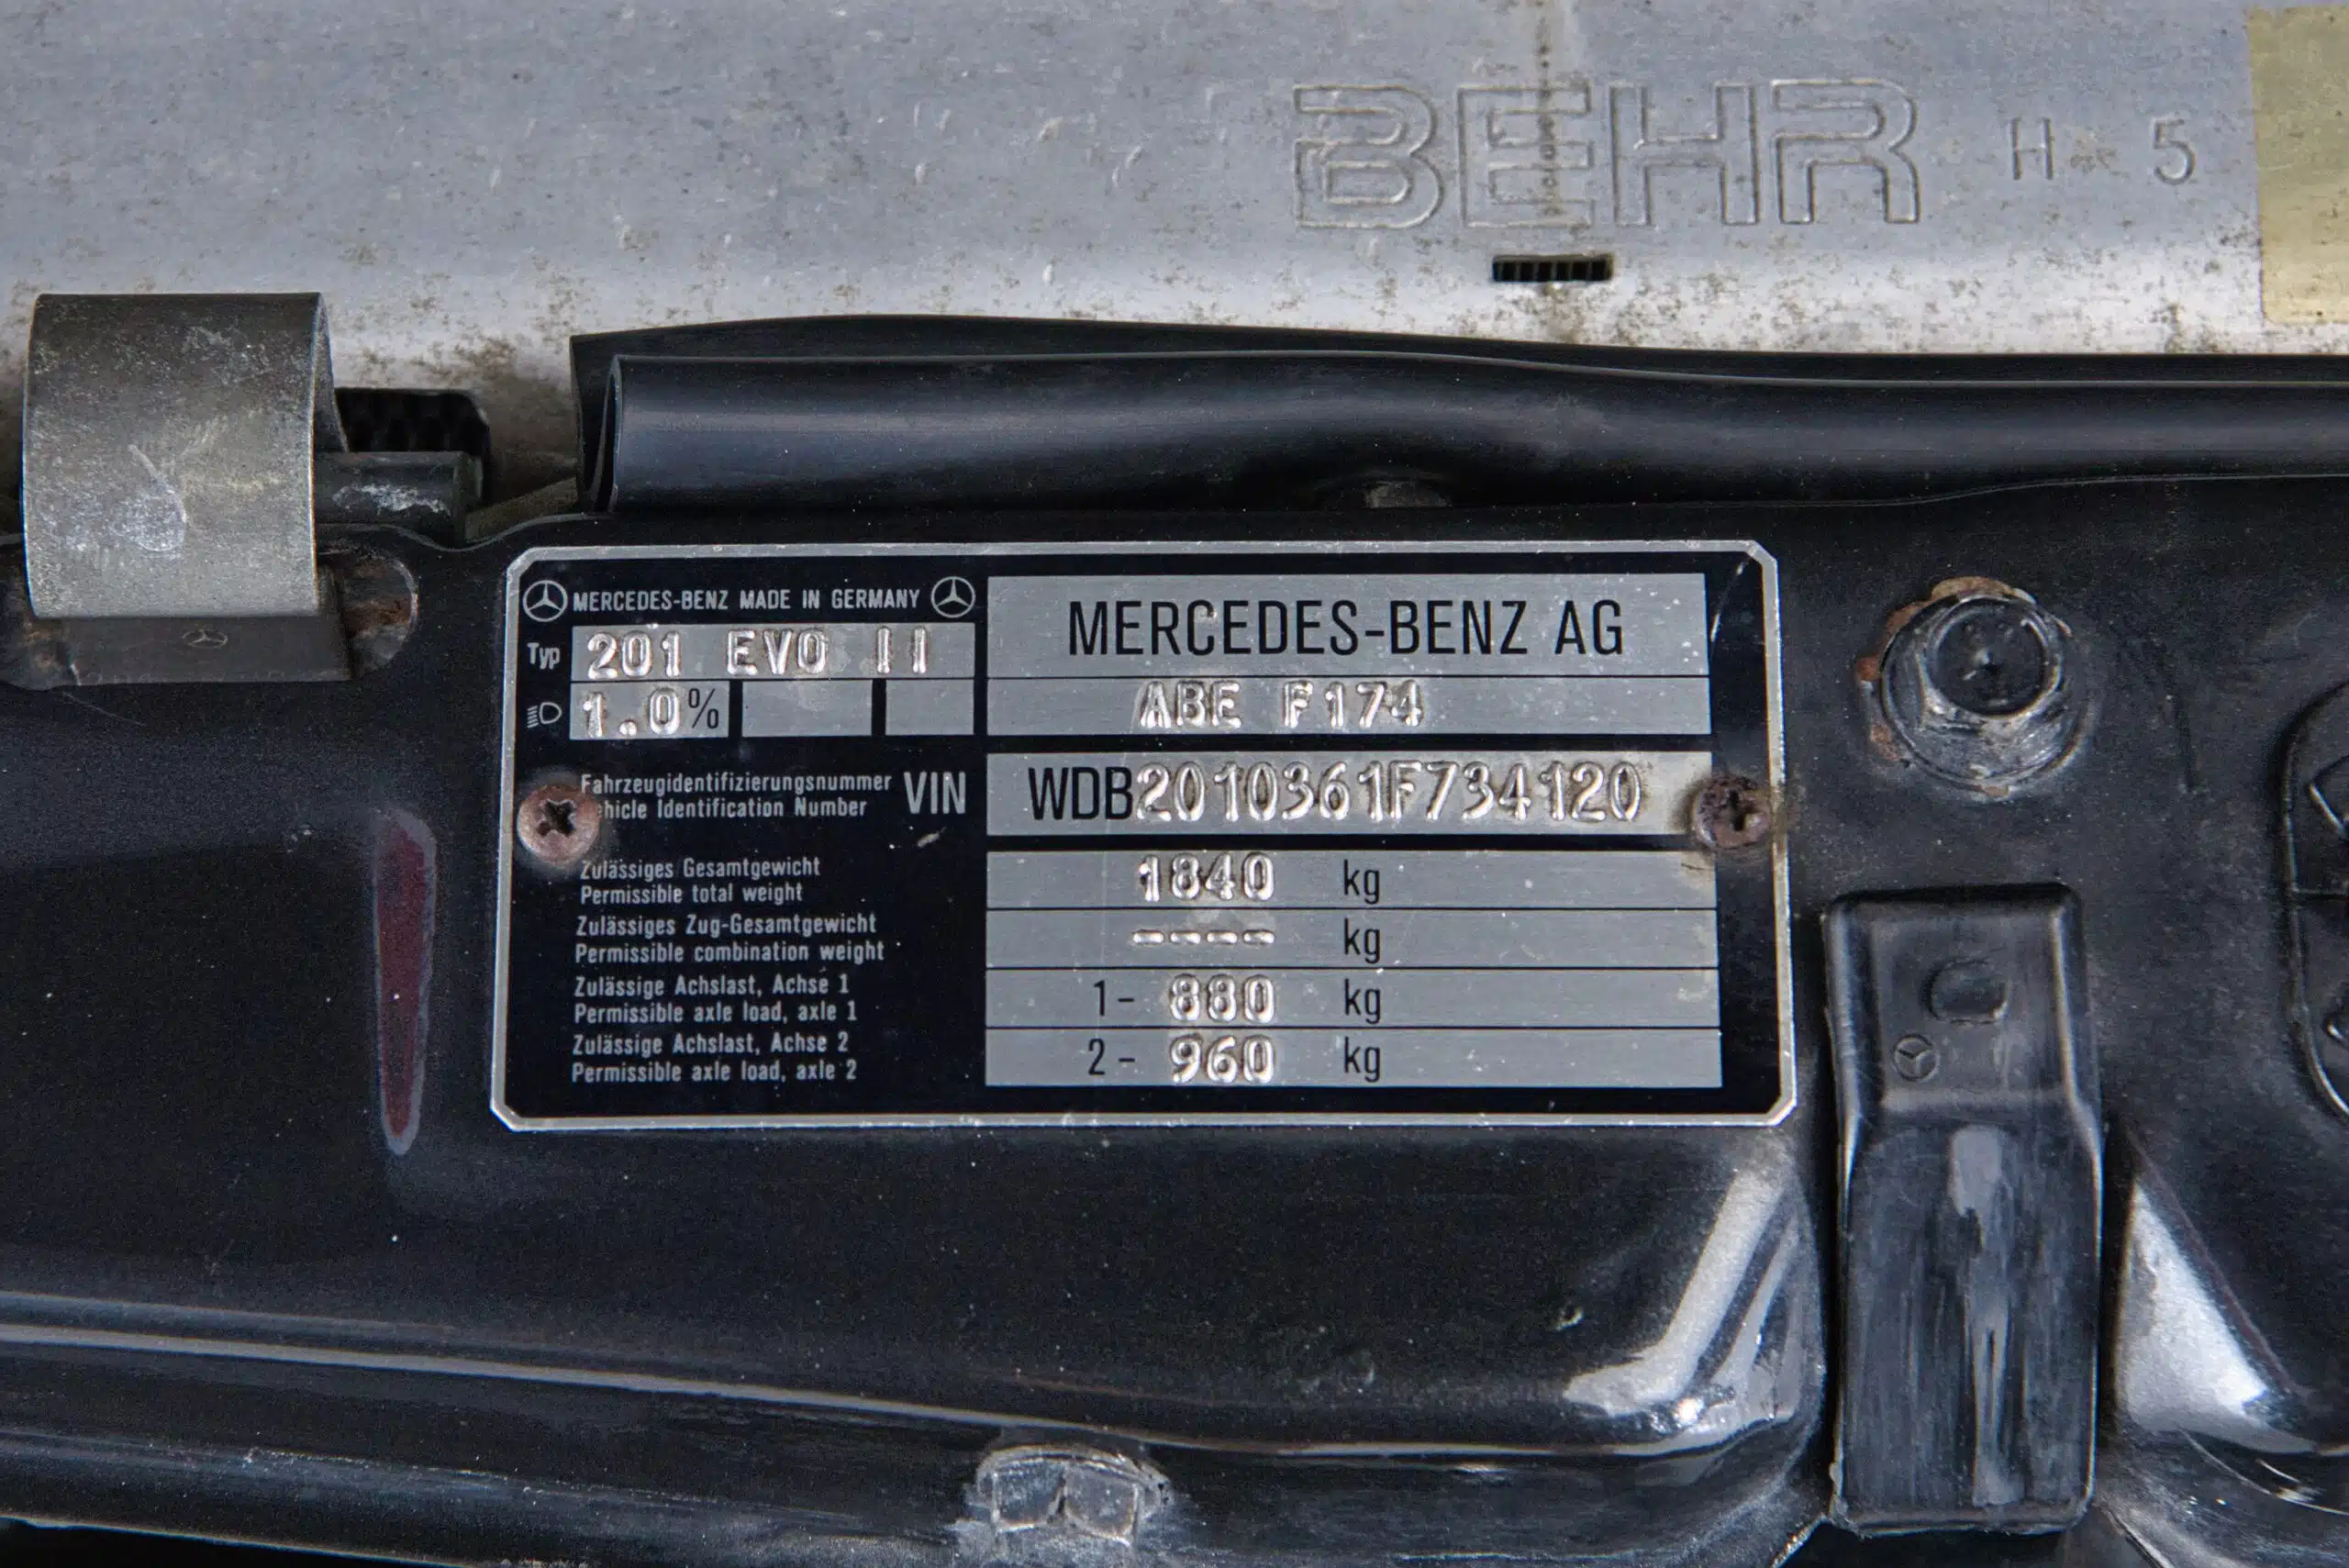 BEHR H 5
MERCEDES-BENZ MADE IN GERMANY
Typ 201 EVO II
1.0%
MERCEDES-BENZ AG
ABE F174
Fahrzeugidentifizierungsnummer
Vehicle Identification Number
VIN WDB2010361F734120
Zulässiges Gesamtgewicht
Permissible total weight
1840 kg
Zulässiges Zug-Gesamtgewicht
Permissible combination weight
---- kg
Zulässige Achslast, Achse 1
Permissible axle load, axle 1
1- 880 kg
Zulässige Achslast, Achse 2
Permissible axle load, axle 2
2- 960 kg